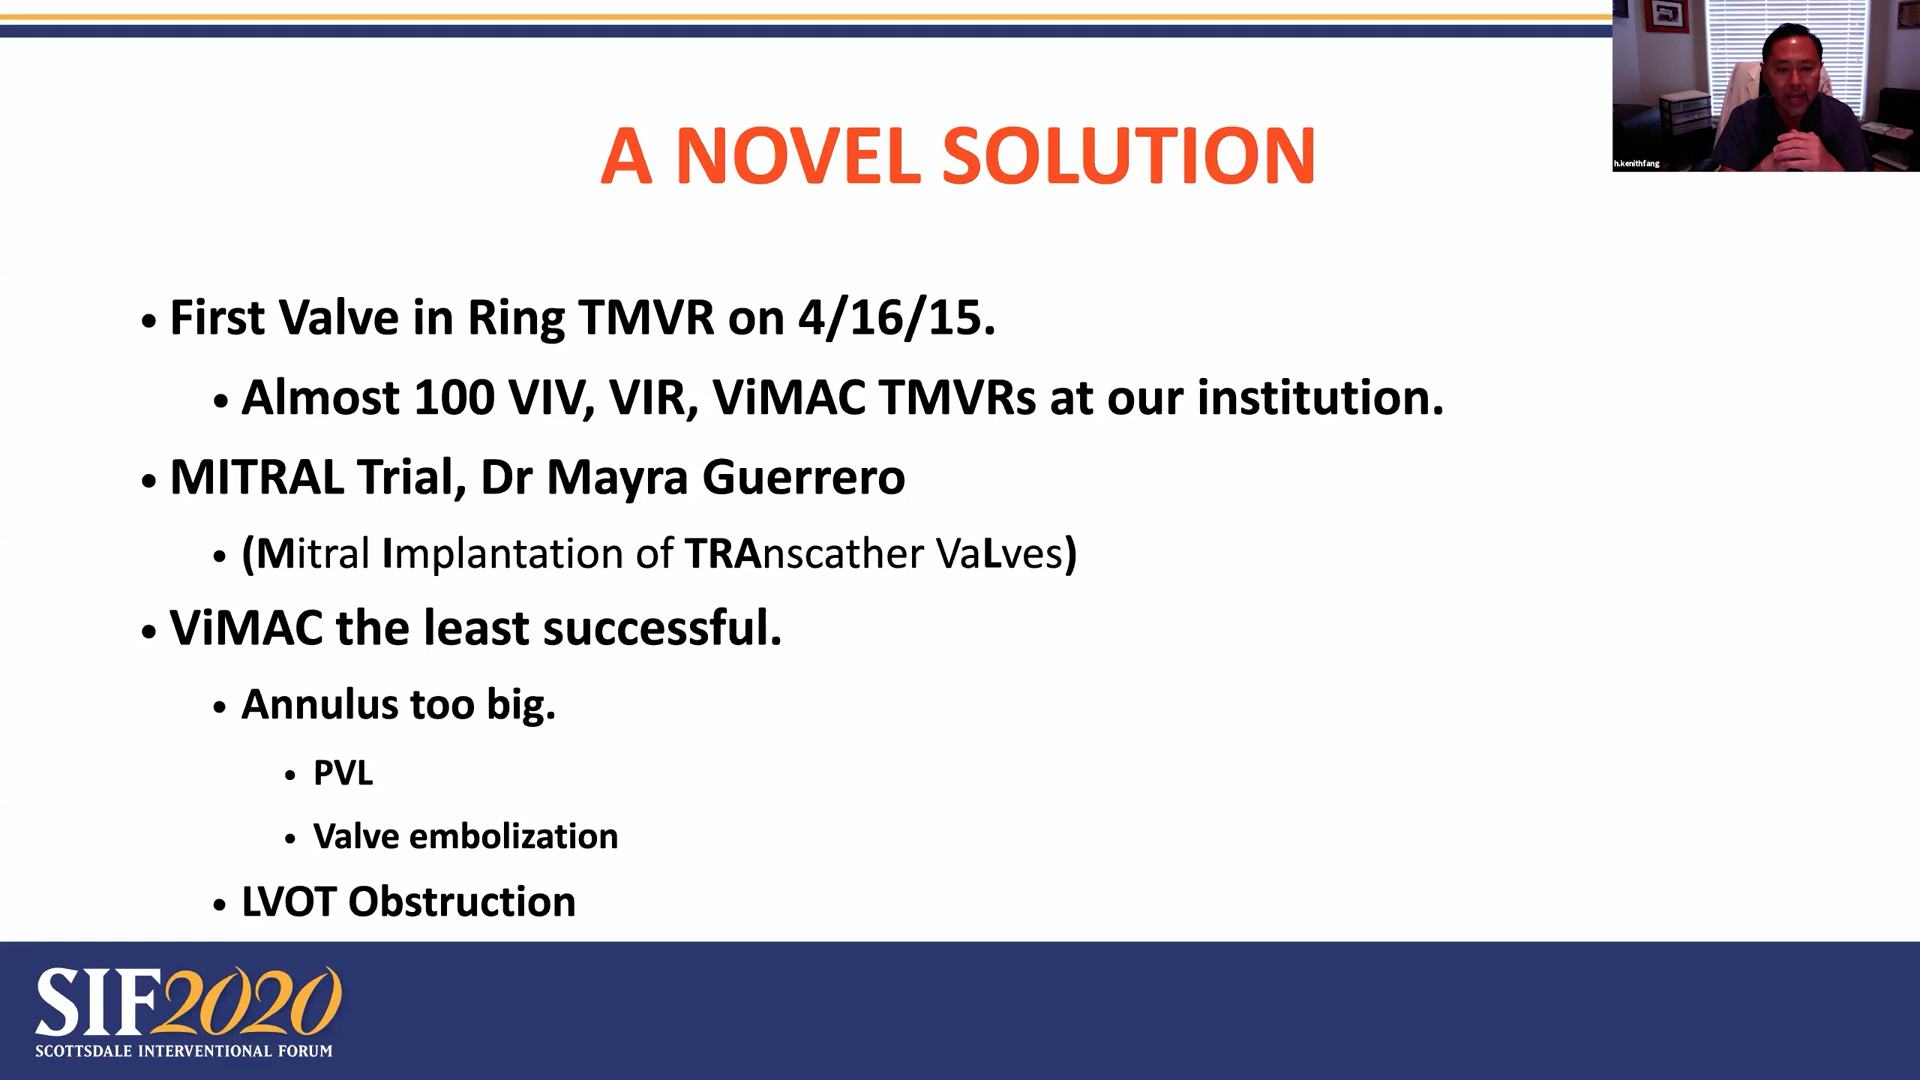 h.kenithfang
A NOVEL SOLUTION
• First Valve in Ring TMVR on 4/16/15.
• Almost 100 VIV, VIR, ViMAC TMVRs at our institution.
• MITRAL Trial, Dr Mayra Guerrero
• (Mitral Implantation of TRAnscather VaLves)
• ViMAC the least successful.
• Annulus too big.
• PVL
• Valve embolization
• LVOT Obstruction
SIF2020
SCOTTSDALE INTERVENTIONAL FORUM